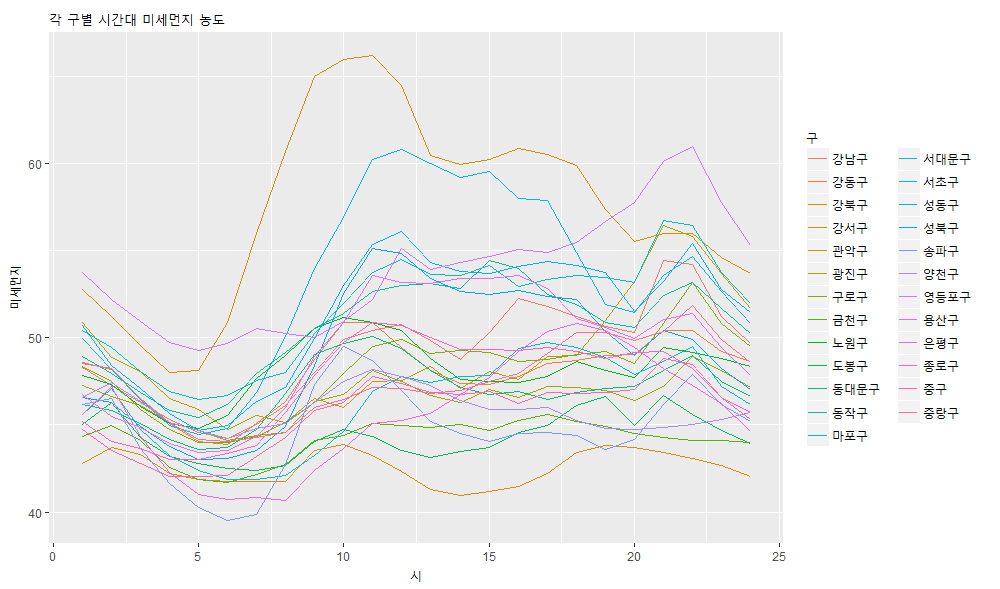 각 구별 시간대 미세먼지 농도
미세먼지
60
50
40
0
5
10
15
20
25
시
구
강남구
강동구
강북구
강서구
관악구
광진구
구로구
금천구
노원구
도봉구
동대문구
동작구
마포구
서대문구
서초구
성동구
성북구
송파구
양천구
영등포구
용산구
은평구
종로구
중구
중랑구